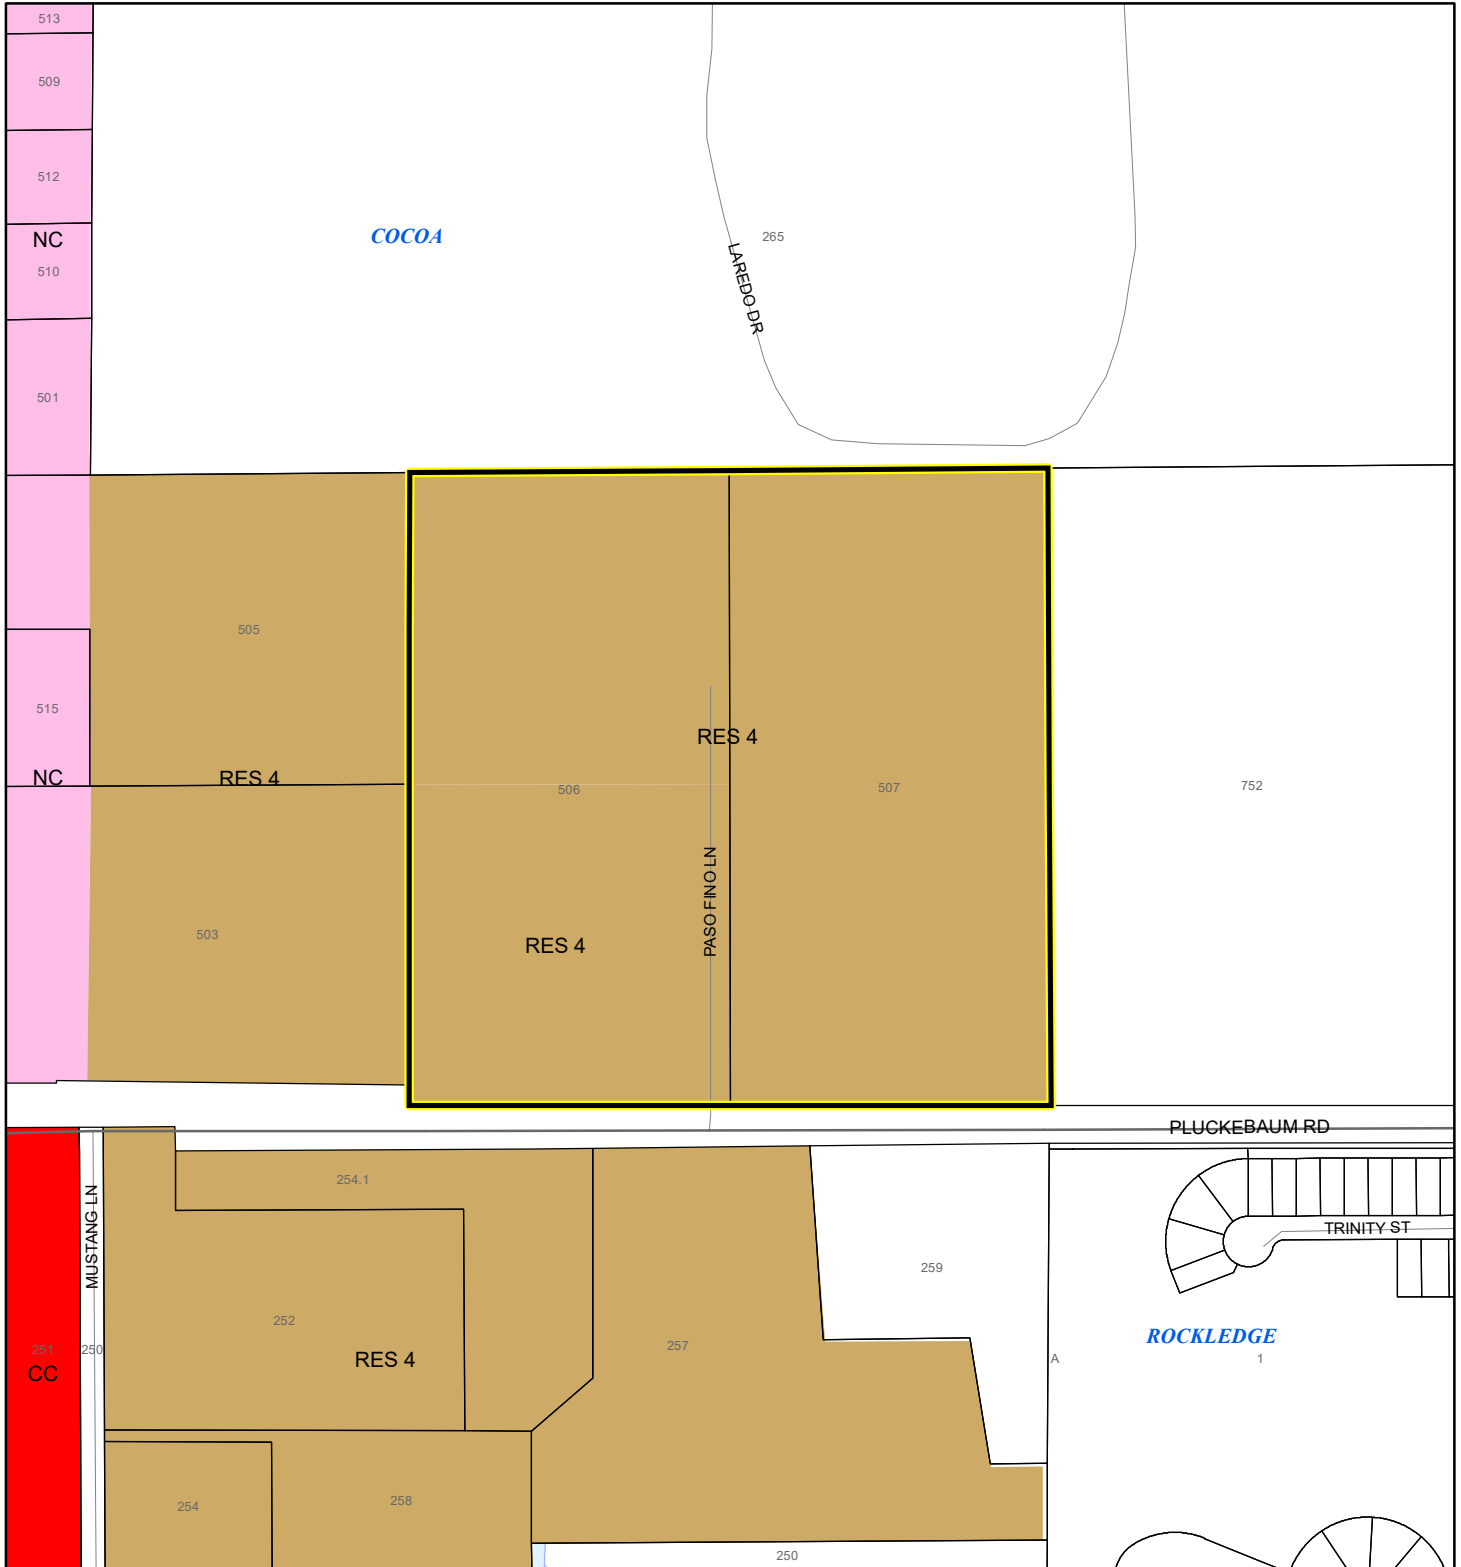 513
509
512
NC
COCOA
265
510
LAREDO DR
501
505
515
RES 4
NC
RES 4
506
507
752
PASO FINO LN
503
RES 4
PLUCKEBAUM RD
254.1
MUSTANG LN
TRINITY ST
259
252
ROCKLEDGE
251
250
257
RES 4
A
1
CC
254
258
250